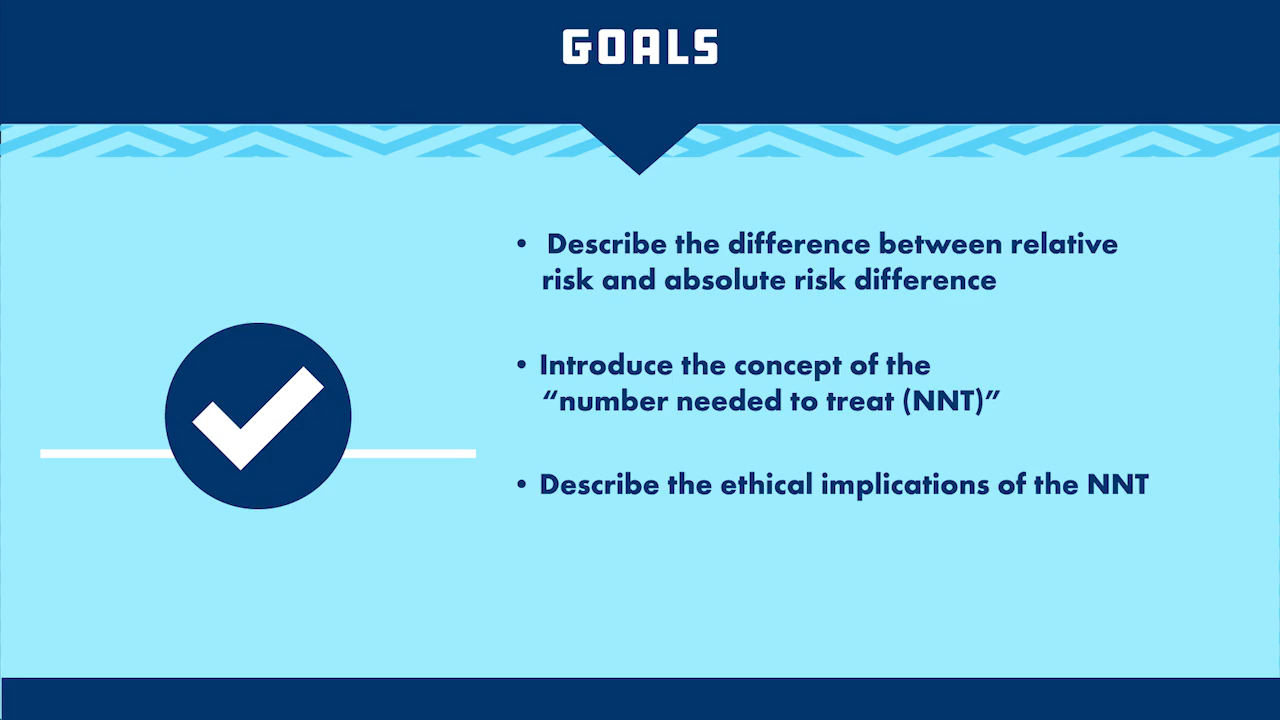 GOALS
• Describe the difference between relative
risk and absolute risk difference
• Introduce the concept of the
“number needed to treat (NNT)”
• Describe the ethical implications of the NNT